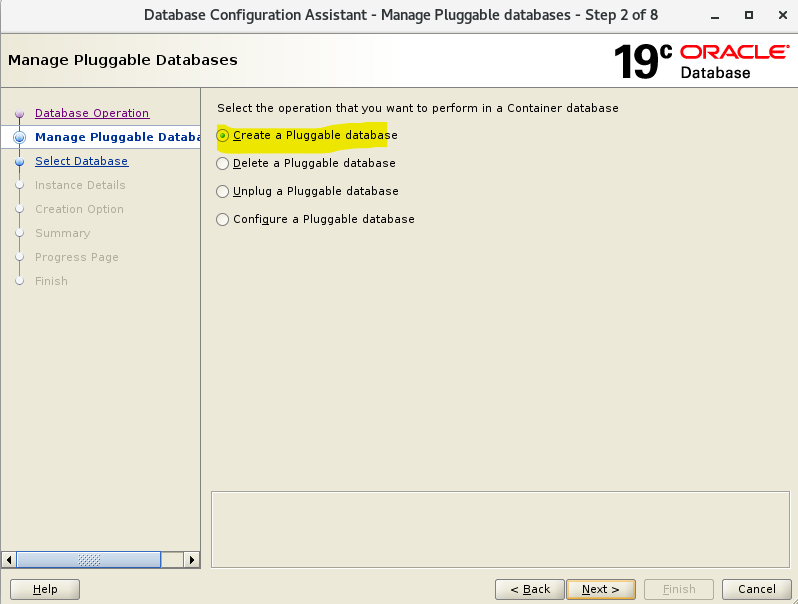 Database Configuration Assistant - Manage Pluggable databases - Step 2 of 8
Manage Pluggable Databases
19c ORACLE
Database
Database Operation
Manage Pluggable Databa
Select Database
Instance Details
Creation Option
Summary
Progress Page
Finish
Select the operation that you want to perform in a Container database
Create a Pluggable database
Delete a Pluggable database
Unplug a Pluggable database
Configure a Pluggable database
Help
< Back
Next >
Finish
Cancel